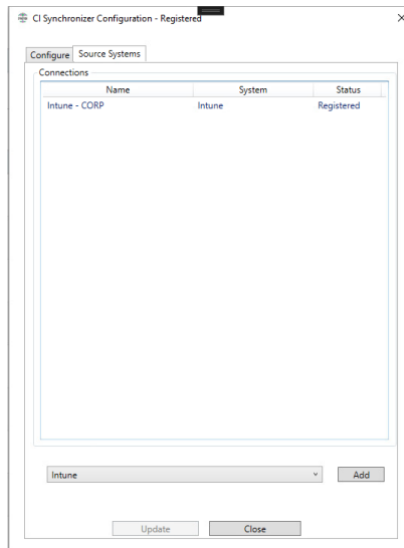 CI Synchronizer Configuration - Registered
Configure Source Systems
Connections
Name System Status
Intune - CORP Intune Registered
Intune Add
Update Close